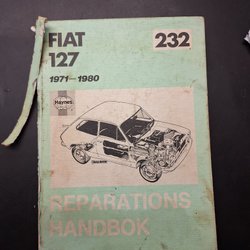 FIAT
232
127
1971-1980
Haynes
REPARATIONS
HANDBOK